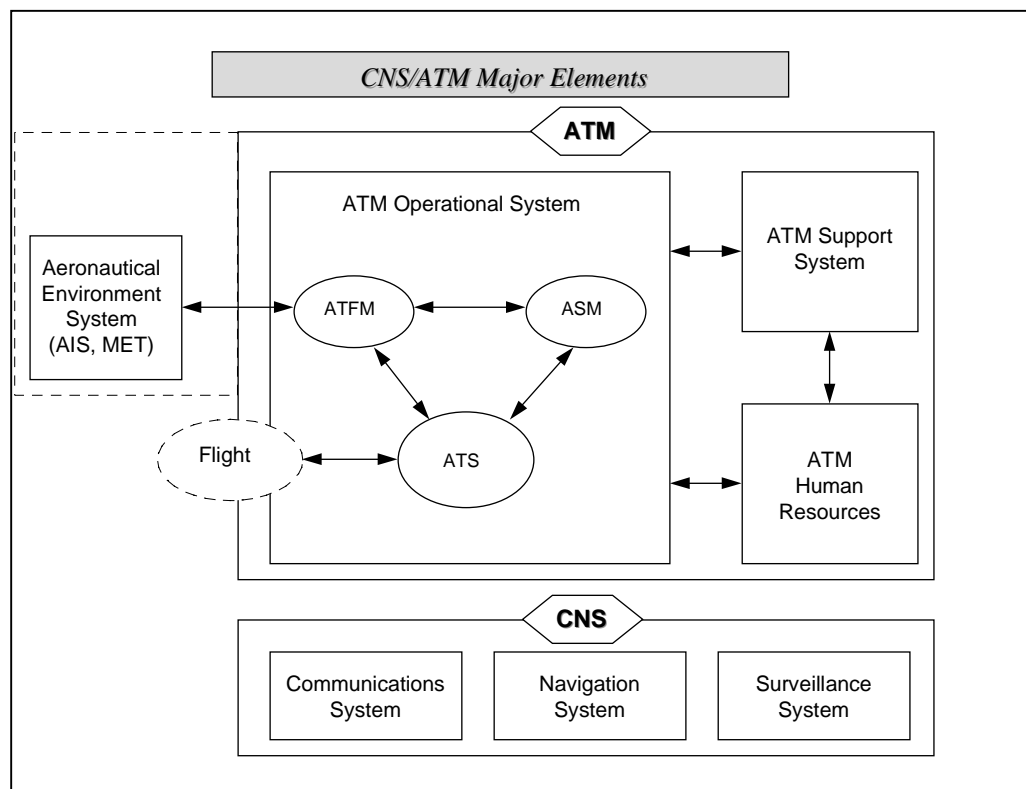 CNS/ATM Major Elements
ATM
ATM Operational System
ATM Support
System
Aeronautical
Environment
System
(AIS, MET)
ATFM
ASM
Flight
ATS
ATM
Human
Resources
CNS
Communications
System
Navigation
System
Surveillance
System